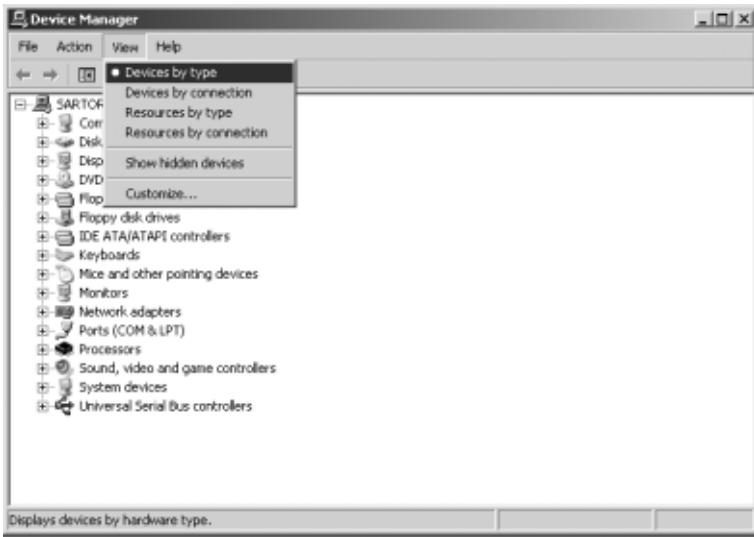 Device Manager
File Action View Help
Devices by type
Devices by connection
Resources by type
Resources by connection
Show hidden devices
Customize...
SARTOR
Com
Disk
Disp
DVD
Flop
Floppy disk drives
IDE ATA/ATAPI controllers
Keyboards
Mice and other pointing devices
Monitors
Network adapters
Ports (COM & LPT)
Processors
Sound, video and game controllers
System devices
Universal Serial Bus controllers
Displays devices by hardware type.